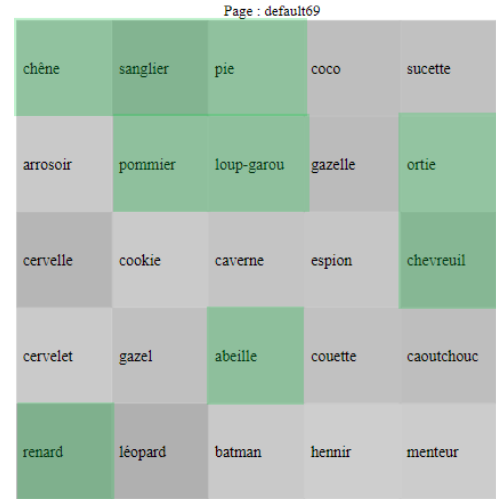 Page : default69
chêne sanglier pie coco sucette
arrosoir pommier loup-garou gazelle ortie
cervelle cookie caverne espion chevreuil
cervelet gazel abeille couette caoutchouc
renard léopard batman hennir menteur